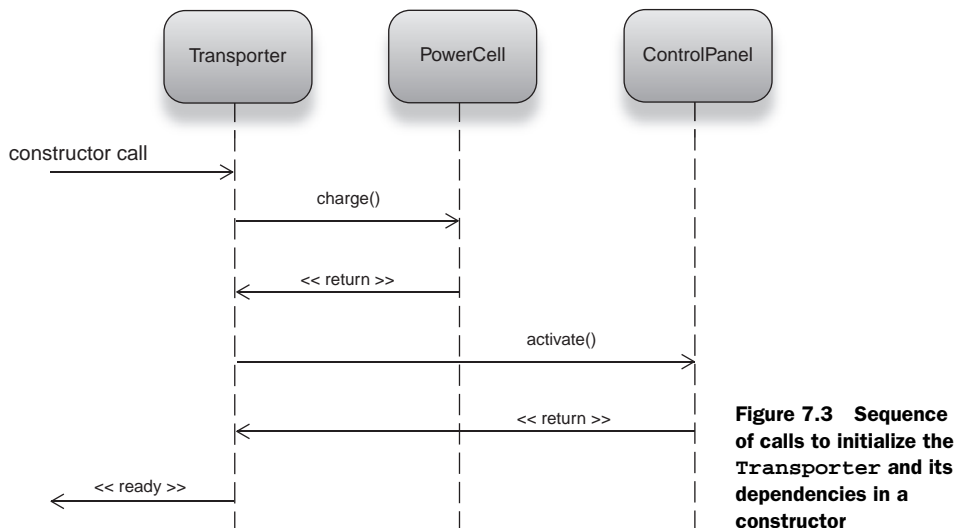 Transporter
PowerCell
ControlPanel
constructor call
charge()
<< return >>
activate()
<< return >>
<< ready >>
Figure 7.3 Sequence
of calls to initialize the
Transporter and its
dependencies in a
constructor